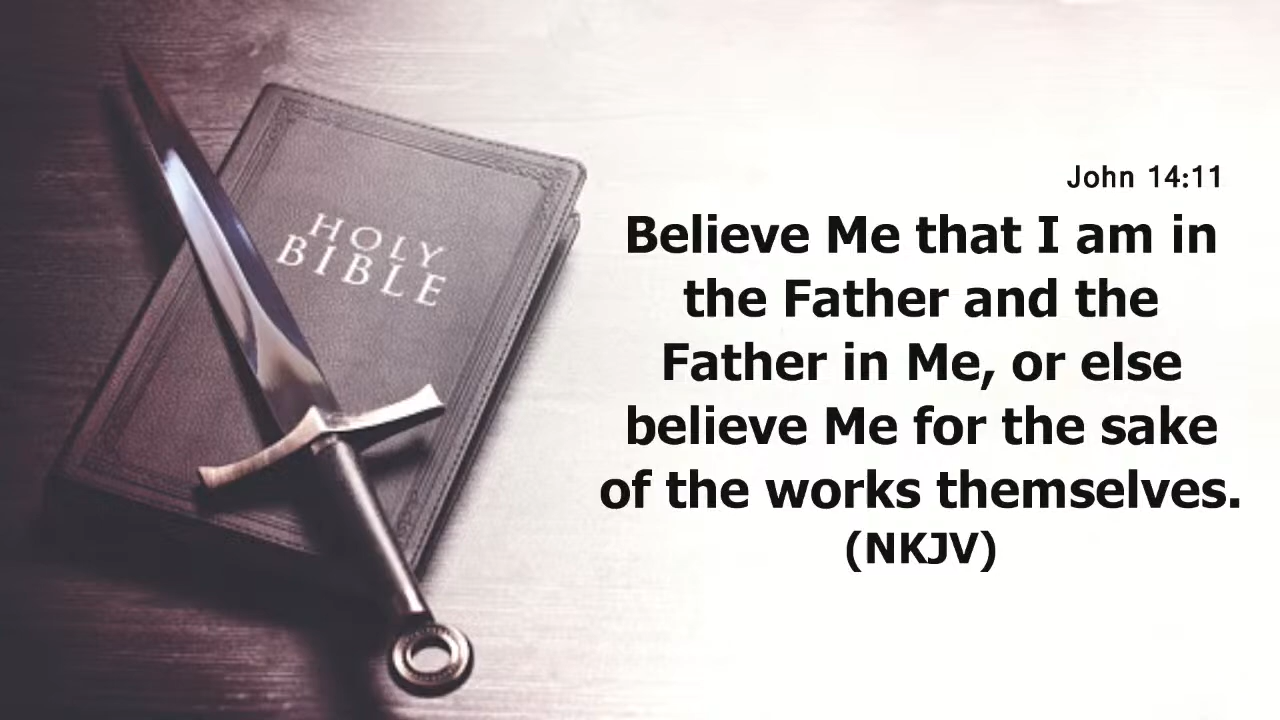 HOLY
BIBLE
John 14:11
Believe Me that I am in
the Father and the
Father in Me, or else
believe Me for the sake
of the works themselves.
(NKJV)